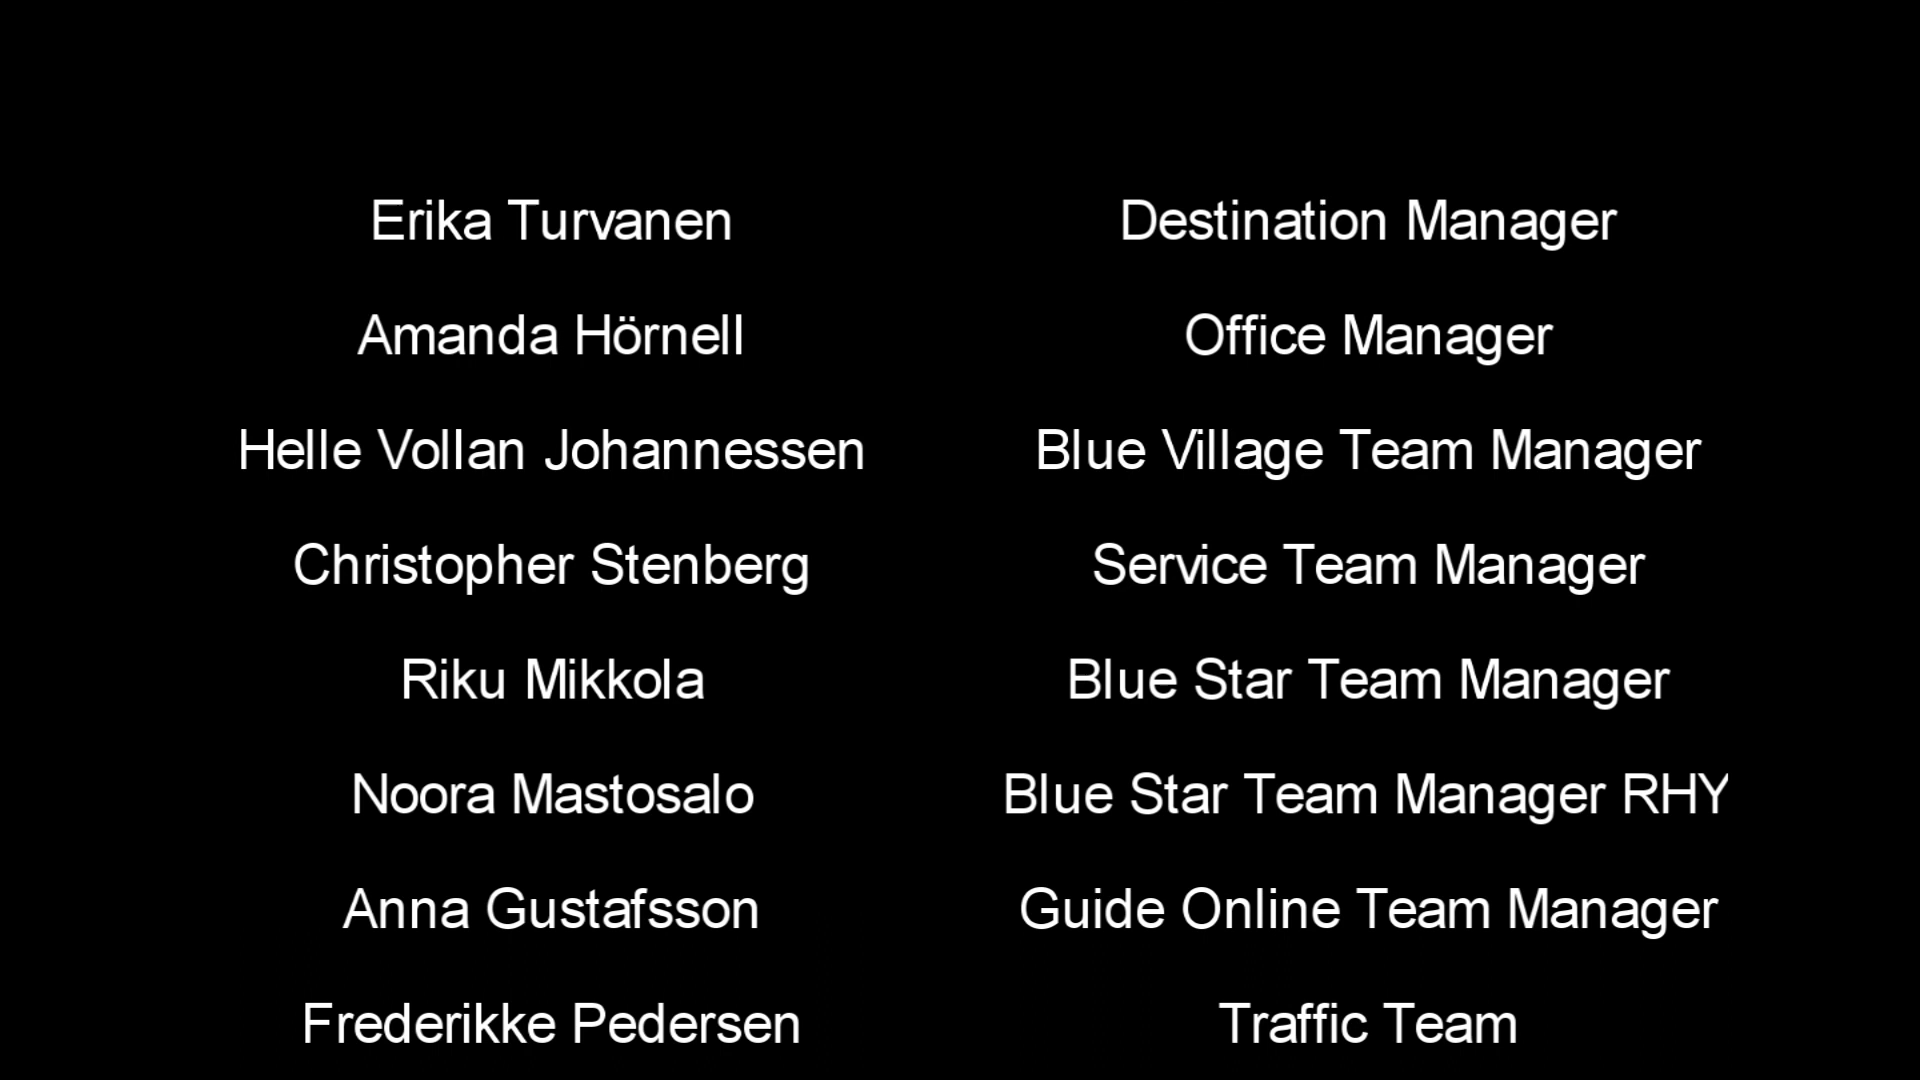 Erika Turvanen Destination Manager
Amanda Hörnell Office Manager
Helle Vollan Johannessen Blue Village Team Manager
Christopher Stenberg Service Team Manager
Riku Mikkola Blue Star Team Manager
Noora Mastosalo Blue Star Team Manager RHY
Anna Gustafsson Guide Online Team Manager
Frederikke Pedersen Traffic Team